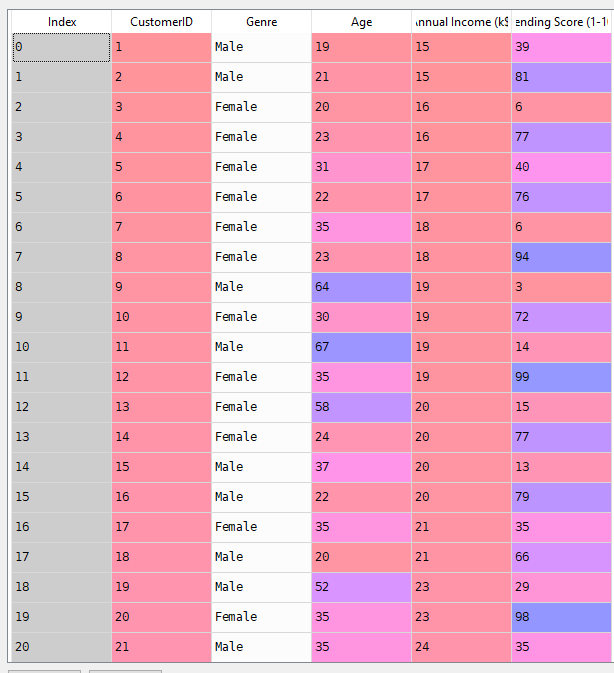 Index CustomerID Genre Age Annual Income (k$ ending Score (1-10
0 1 Male 19 15 39
1 2 Male 21 15 81
2 3 Female 20 16 6
3 4 Female 23 16 77
4 5 Female 31 17 40
5 6 Female 22 17 76
6 7 Female 35 18 6
7 8 Female 23 18 94
8 9 Male 64 19 3
9 10 Female 30 19 72
10 11 Male 67 19 14
11 12 Female 35 19 99
12 13 Female 58 20 15
13 14 Female 24 20 77
14 15 Male 37 20 13
15 16 Male 22 20 79
16 17 Female 35 21 35
17 18 Male 20 21 66
18 19 Male 52 23 29
19 20 Female 35 23 98
20 21 Male 35 24 35